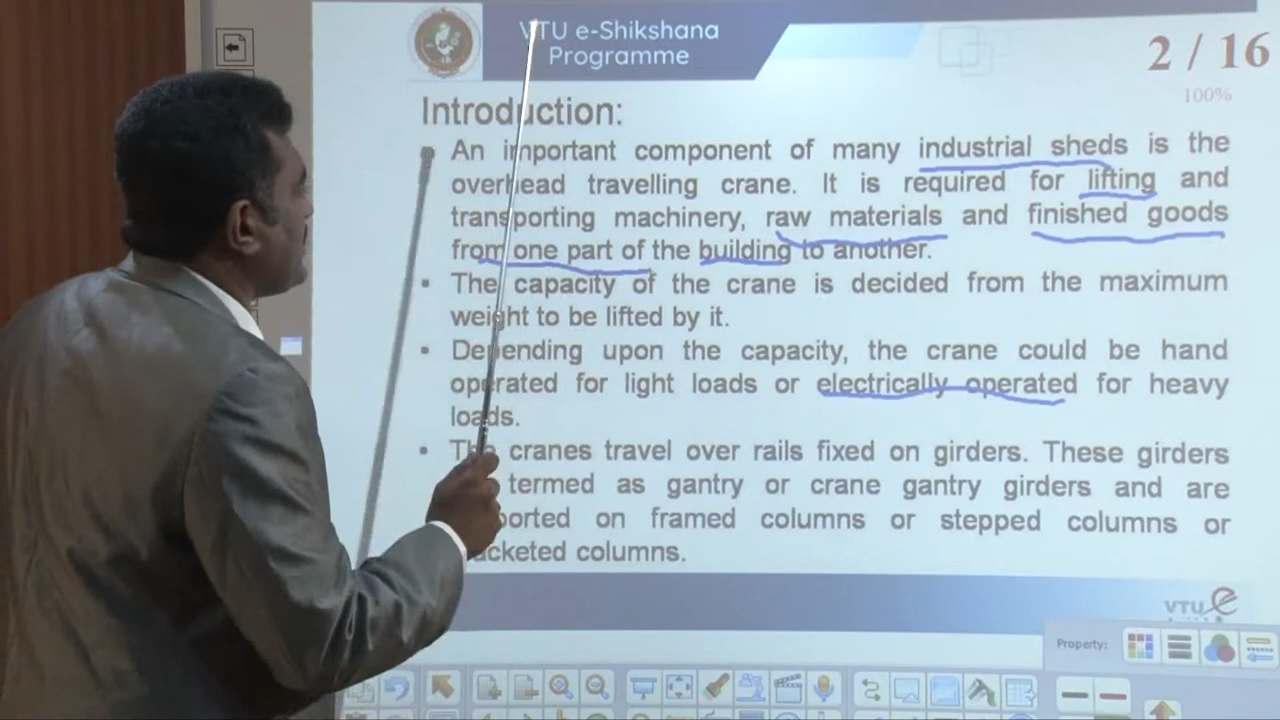 VTU e-Shikshana
Programme
2 / 16
100%
Introduction:
An important component of many industrial sheds is the
overhead travelling crane. It is required for lifting and
transporting machinery, raw materials and finished goods
from one part of the building to another.
▪ The capacity of the crane is decided from the maximum
weight to be lifted by it.
▪ Depending upon the capacity, the crane could be hand
operated for light loads or electrically operated for heavy
loads.
▪ The cranes travel over rails fixed on girders. These girders
termed as gantry or crane gantry girders and are
ported on framed columns or stepped columns or
acketed columns.
VTU e
Property: